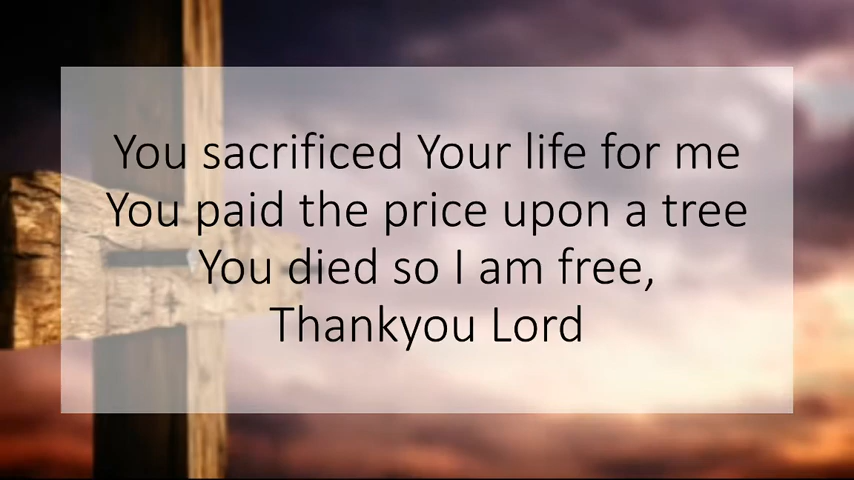 You sacrificed Your life for me
You paid the price upon a tree
You died so I am free,
Thankyou Lord